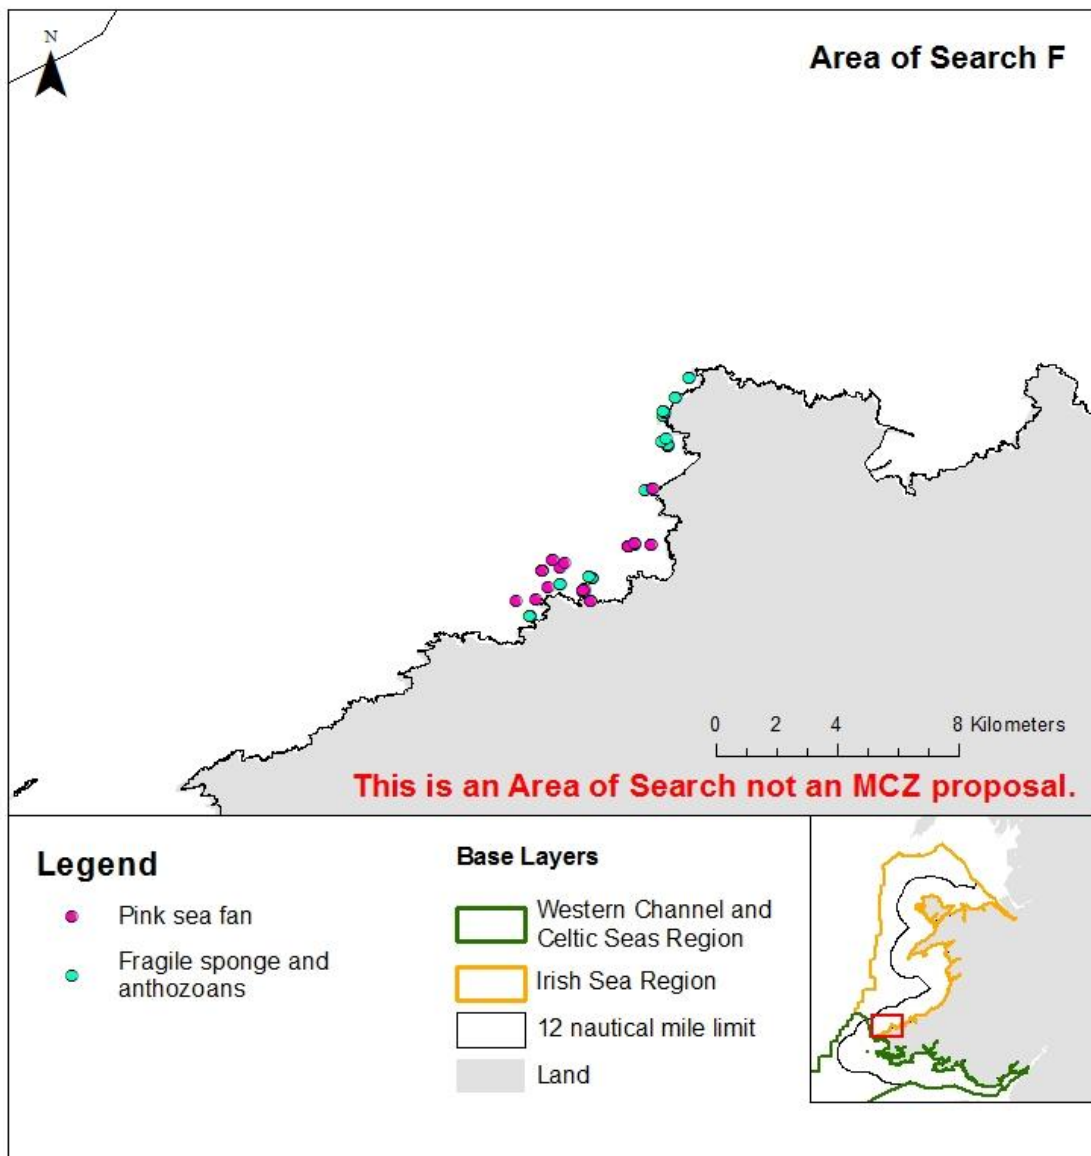 N
Area of Search F
0 2 4 8 Kilometers
This is an Area of Search not an MCZ proposal.
Legend
Pink sea fan
Fragile sponge and
anthozoans
Base Layers
Western Channel and
Celtic Seas Region
Irish Sea Region
12 nautical mile limit
Land